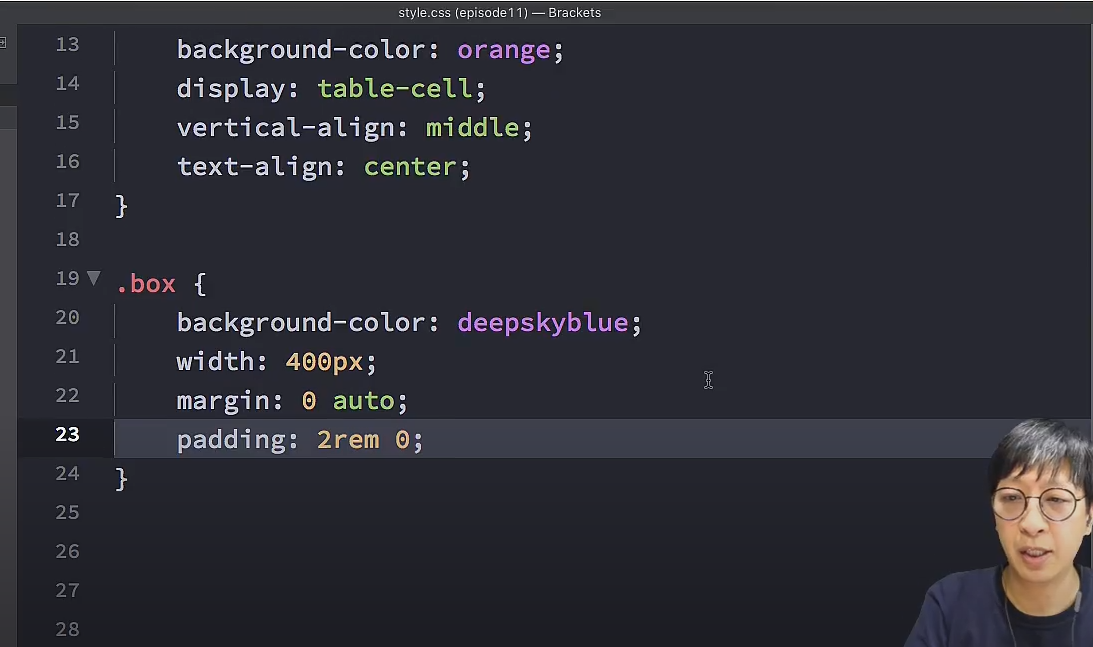 style.css (episode11) — Brackets
13 background-color: orange;
14 display: table-cell;
15 vertical-align: middle;
16 text-align: center;
17 }
18
19 .box {
20 background-color: deepskyblue;
21 width: 400px;
22 margin: 0 auto;
23 padding: 2rem 0;
24 }
25
26
27
28